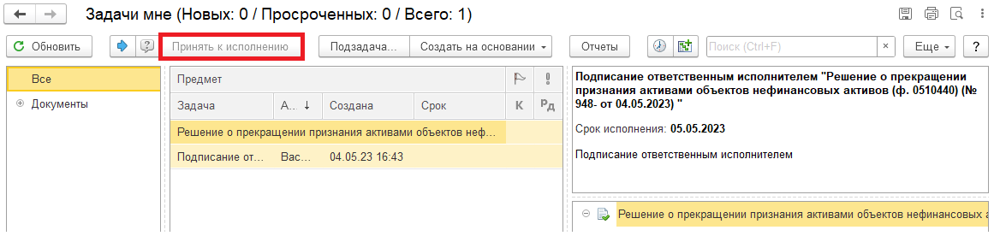 Задачи мне (Новых: 0 / Просроченных: 0 / Всего: 1)
Обновить Принять к исполнению Подзадача... Создать на основании Отчеты Поиск (Ctrl+F) × Еще ?
Все
Документы
Предмет
Задача А... ↓ Создана Срок К Рд
Решение о прекращении признания активами объектов неф...
Подписание от... Вас... 04.05.23 16:43
Подписание ответственным исполнителем "Решение о прекращении
признания активами объектов нефинансовых активов (ф. 0510440) (№
948- от 04.05.2023) "
Срок исполнения: 05.05.2023
Подписание ответственным исполнителем
Решение о прекращении признания активами объектов нефинансовых а